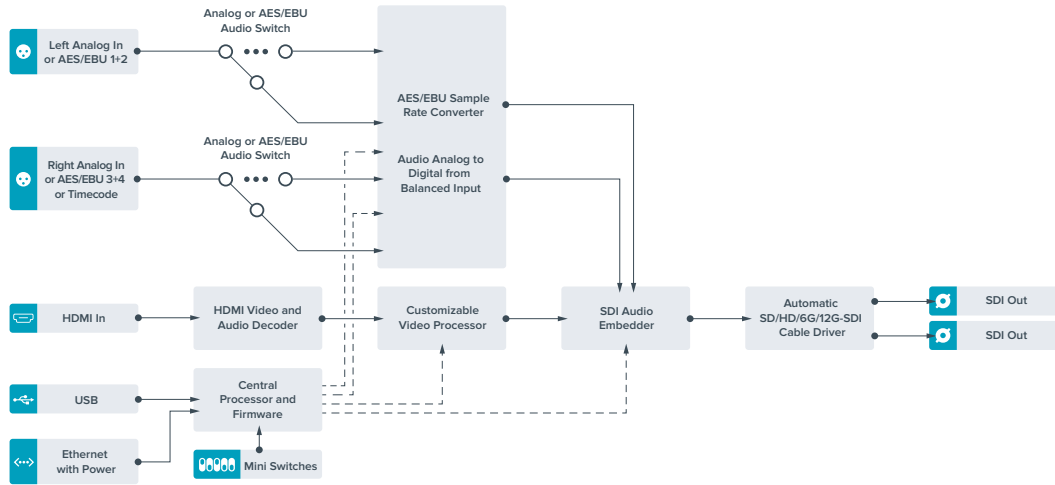 Analog or AES/EBU
Audio Switch
Left Analog In
or AES/EBU 1+2
AES/EBU Sample
Rate Converter
Analog or AES/EBU
Audio Switch
Right Analog In
or AES/EBU 3+4
or Timecode
Audio Analog to
Digital from
Balanced Input
HDMI In
HDMI Video and
Audio Decoder
Customizable
Video Processor
SDI Audio
Embedder
Automatic
SD/HD/6G/12G-SDI
Cable Driver
SDI Out
SDI Out
USB
Central
Processor and
Firmware
Ethernet
with Power
Mini Switches